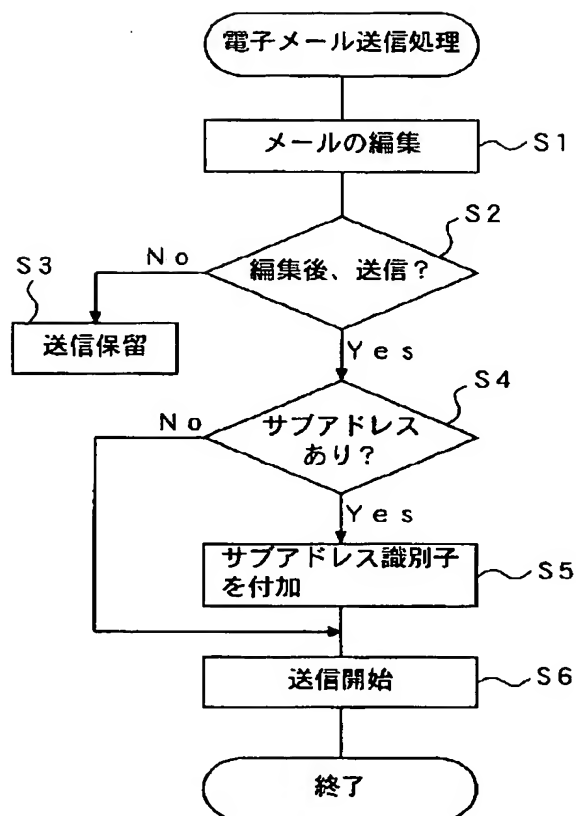 電子メール送信処理
メールの編集
S1
S2
編集後、送信？
No
S3
送信保留
Yes
S4
サブアドレス
あり？
No
Yes
サブアドレス識別子
を付加
S5
送信開始
S6
終了